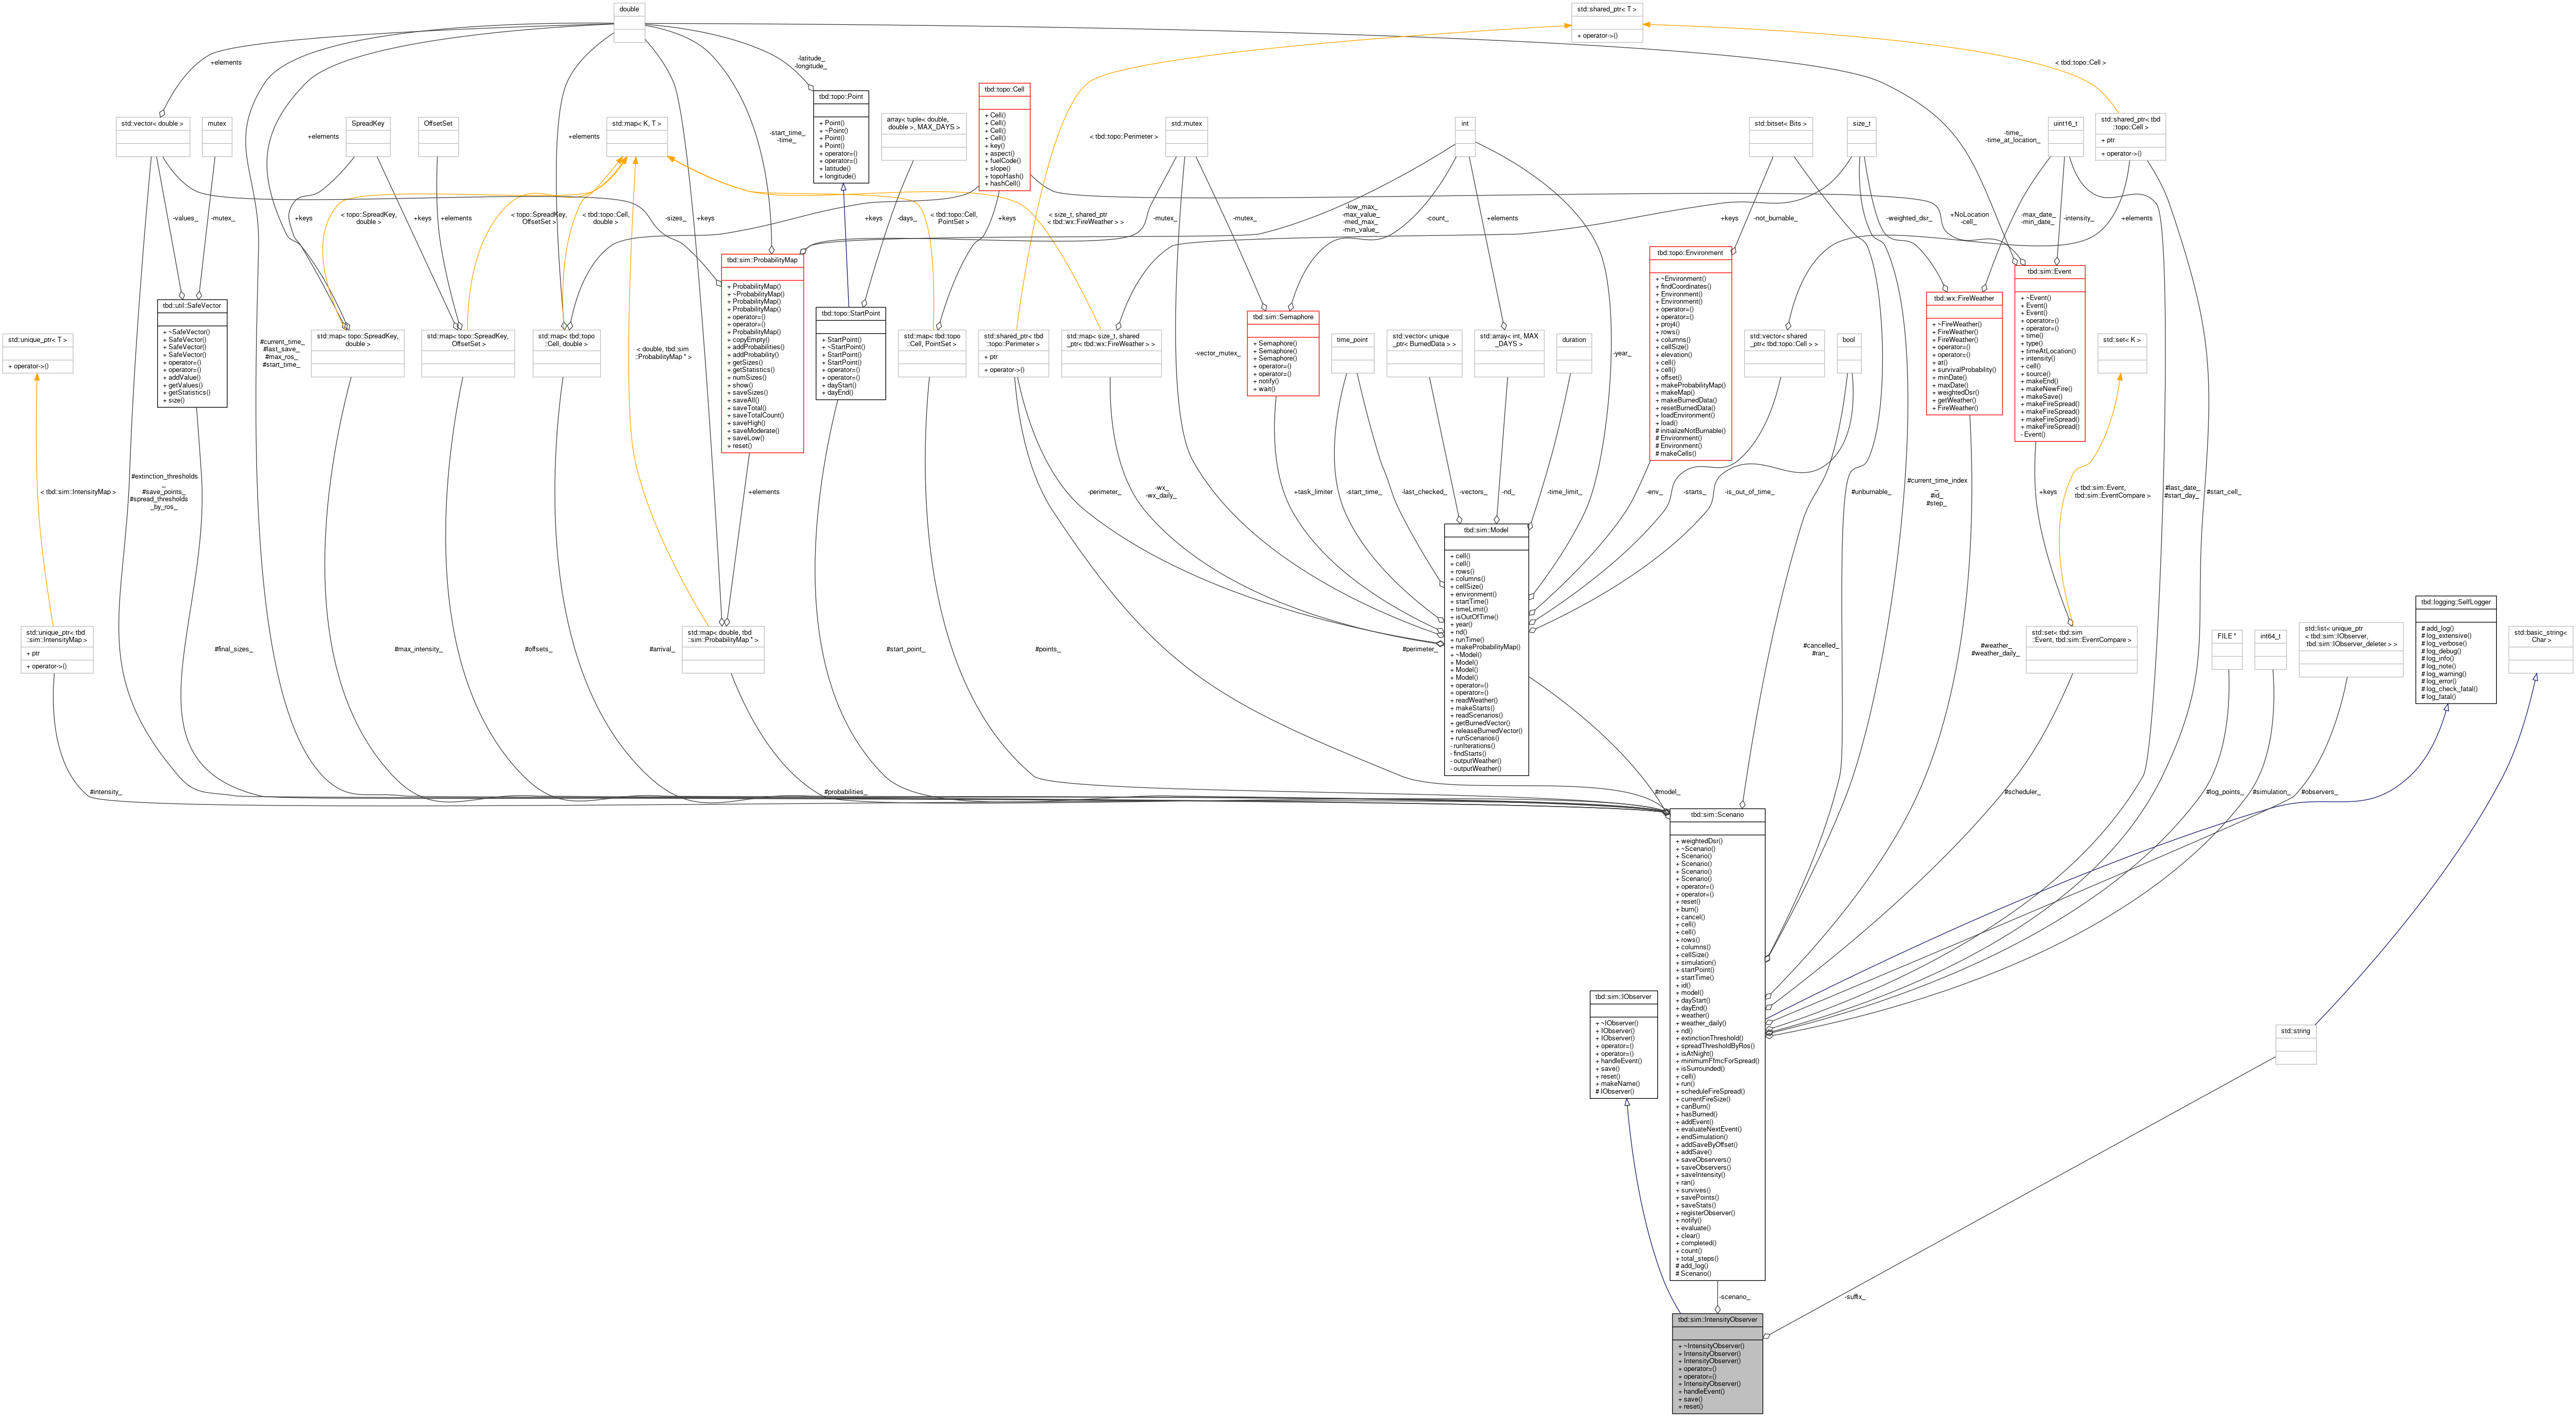 double
std::shared_ptr< T >
+ operator->()
+elements
-latitude_
-longitude_
< tbd::topo::Cell >
tbd::topo::Point
+ Point()
+ ~Point()
+ Point()
+ Point()
+ operator=()
+ operator=()
+ latitude()
+ longitude()
tbd::topo::Cell
+ Cell()
+ Cell()
+ Cell()
+ Cell()
+ key()
+ aspect()
+ fuelCode()
+ slope()
+ topoHash()
+ hashCell()
std::vector< double >
mutex
+elements
SpreadKey
OffsetSet
+elements
std::map< K, T >
-start_time_
-time_
array< tuple< double,
double >, MAX_DAYS >
< tbd::topo::Perimeter >
std::mutex
int
std::bitset< Bits >
size_t
-time_
-time_at_location_
uint16_t
std::shared_ptr< tbd
::topo::Cell >
+ ptr
+ operator->()
-values_
-mutex_
+keys
< topo::SpreadKey,
double >
+keys
+elements
< topo::SpreadKey,
OffsetSet >
< tbd::topo::Cell,
double >
-sizes_
+keys
+keys
-days_
< tbd::topo::Cell,
PointSet >
+keys
< size_t, shared_ptr
< tbd::wx::FireWeather > >
-mutex_
-mutex_
-low_max_
-max_value_
-med_max_
-min_value_
-count_
+elements
+keys
-not_burnable_
-weighted_dsr_
+NoLocation
-cell_
-max_date_
-min_date_
-intensity_
+elements
tbd::util::SafeVector
+ ~SafeVector()
+ SafeVector()
+ SafeVector()
+ SafeVector()
+ operator=()
+ operator=()
+ addValue()
+ getValues()
+ getStatistics()
+ size()
tbd::sim::ProbabilityMap
+ ProbabilityMap()
+ ~ProbabilityMap()
+ ProbabilityMap()
+ ProbabilityMap()
+ operator=()
+ operator=()
+ ProbabilityMap()
+ copyEmpty()
+ addProbabilities()
+ addProbability()
+ getSizes()
+ getStatistics()
+ numSizes()
+ show()
+ saveSizes()
+ saveAll()
+ saveTotal()
+ saveTotalCount()
+ saveHigh()
+ saveModerate()
+ saveLow()
+ reset()
tbd::topo::StartPoint
+ StartPoint()
+ ~StartPoint()
+ StartPoint()
+ StartPoint()
+ operator=()
+ operator=()
+ dayStart()
+ dayEnd()
tbd::sim::Semaphore
+ Semaphore()
+ Semaphore()
+ Semaphore()
+ operator=()
+ operator=()
+ notify()
+ wait()
tbd::topo::Environment
+ ~Environment()
+ findCoordinates()
+ Environment()
+ Environment()
+ operator=()
+ operator=()
+ proj4()
+ rows()
+ columns()
+ cellSize()
+ elevation()
+ cell()
+ cell()
+ offset()
+ makeProbabilityMap()
+ makeMap()
+ makeBurnedData()
+ resetBurnedData()
+ loadEnvironment()
+ load()
# initializeNotBurnable()
# Environment()
# Environment()
# makeCells()
tbd::wx::FireWeather
+ ~FireWeather()
+ FireWeather()
+ FireWeather()
+ operator=()
+ operator=()
+ at()
+ survivalProbability()
+ minDate()
+ maxDate()
+ weightedDsr()
+ getWeather()
+ FireWeather()
tbd::sim::Event
+ ~Event()
+ Event()
+ Event()
+ operator=()
+ operator=()
+ time()
+ type()
+ timeAtLocation()
+ intensity()
+ cell()
+ source()
+ makeEnd()
+ makeNewFire()
+ makeSave()
+ makeFireSpread()
+ makeFireSpread()
+ makeFireSpread()
+ makeFireSpread()
- Event()
std::unique_ptr< T >
+ operator->()
#current_time_
#last_save_
#max_ros_
#start_time_
std::map< topo::SpreadKey,
double >
std::map< topo::SpreadKey,
OffsetSet >
std::map< tbd::topo
::Cell, double >
< double, tbd::sim
::ProbabilityMap * >
std::map< tbd::topo
::Cell, PointSet >
std::shared_ptr< tbd
::topo::Perimeter >
+ ptr
+ operator->()
std::map< size_t, shared
_ptr< tbd::wx::FireWeather > >
-vector_mutex_
time_point
std::vector< unique
_ptr< BurnedData > >
std::array< int, MAX
_DAYS >
duration
-year_
std::vector< shared
_ptr< tbd::topo::Cell > >
bool
std::set< K >
< tbd::sim::IntensityMap >
#extinction_thresholds
_
#save_points_
#spread_thresholds
_by_ros_
+elements
-perimeter_
-wx_
-wx_daily_
+task_limiter
-start_time_
-last_checked_
-vectors_
-nd_
-time_limit_
-env_
-starts_
-is_out_of_time_
#unburnable_
#current_time_index
_
#id_
#step_
+keys
< tbd::sim::Event,
tbd::sim::EventCompare >
#last_date_
#start_day_
#start_cell_
tbd::sim::Model
+ cell()
+ cell()
+ rows()
+ columns()
+ cellSize()
+ environment()
+ startTime()
+ timeLimit()
+ isOutOfTime()
+ year()
+ nd()
+ runTime()
+ makeProbabilityMap()
+ ~Model()
+ Model()
+ Model()
+ Model()
+ operator=()
+ operator=()
+ readWeather()
+ makeStarts()
+ readScenarios()
+ getBurnedVector()
+ releaseBurnedVector()
+ runScenarios()
- runIterations()
- findStarts()
- outputWeather()
- outputWeather()
tbd::logging::SelfLogger
# add_log()
# log_extensive()
# log_verbose()
# log_debug()
# log_info()
# log_note()
# log_warning()
# log_error()
# log_check_fatal()
# log_fatal()
std::unique_ptr< tbd
::sim::IntensityMap >
+ ptr
+ operator->()
#final_sizes_
#max_intensity_
#offsets_
#arrival_
std::map< double, tbd
::sim::ProbabilityMap * >
#start_point_
#points_
#perimeter_
#cancelled_
#ran_
#weather_
#weather_daily_
std::set< tbd::sim
::Event, tbd::sim::EventCompare >
FILE *
int64_t
std::list< unique_ptr
< tbd::sim::IObserver,
tbd::sim::IObserver_deleter > >
std::basic_string<
Char >
#intensity_
#probabilities_
#model_
#scheduler_
#log_points_
#simulation_
#observers_
tbd::sim::Scenario
+ weightedDsr()
+ ~Scenario()
+ Scenario()
+ Scenario()
+ Scenario()
+ Scenario()
+ operator=()
+ operator=()
+ reset()
+ burn()
+ cancel()
+ cell()
+ cell()
+ rows()
+ columns()
+ cellSize()
+ simulation()
+ startPoint()
+ startTime()
+ id()
+ model()
+ dayStart()
+ dayEnd()
+ weather()
+ weather_daily()
+ nd()
+ extinctionThreshold()
+ spreadThresholdByRos()
+ isAtNight()
+ minimumFfmcForSpread()
+ isSurrounded()
+ cell()
+ run()
+ scheduleFireSpread()
+ currentFireSize()
+ canBurn()
+ hasBurned()
+ addEvent()
+ evaluateNextEvent()
+ endSimulation()
+ addSaveByOffset()
+ addSave()
+ saveObservers()
+ saveObservers()
+ saveIntensity()
+ ran()
+ survives()
+ savePoints()
+ saveStats()
+ registerObserver()
+ notify()
+ evaluate()
+ clear()
+ completed()
+ count()
+ total_steps()
# add_log()
# Scenario()
tbd::sim::IObserver
+ ~IObserver()
+ IObserver()
+ IObserver()
+ operator=()
+ operator=()
+ handleEvent()
+ save()
+ reset()
+ makeName()
# IObserver()
std::string
-scenario_
-suffix_
tbd::sim::IntensityObserver
+ ~IntensityObserver()
+ IntensityObserver()
+ IntensityObserver()
+ operator=()
+ operator=()
+ IntensityObserver()
+ handleEvent()
+ save()
+ reset()